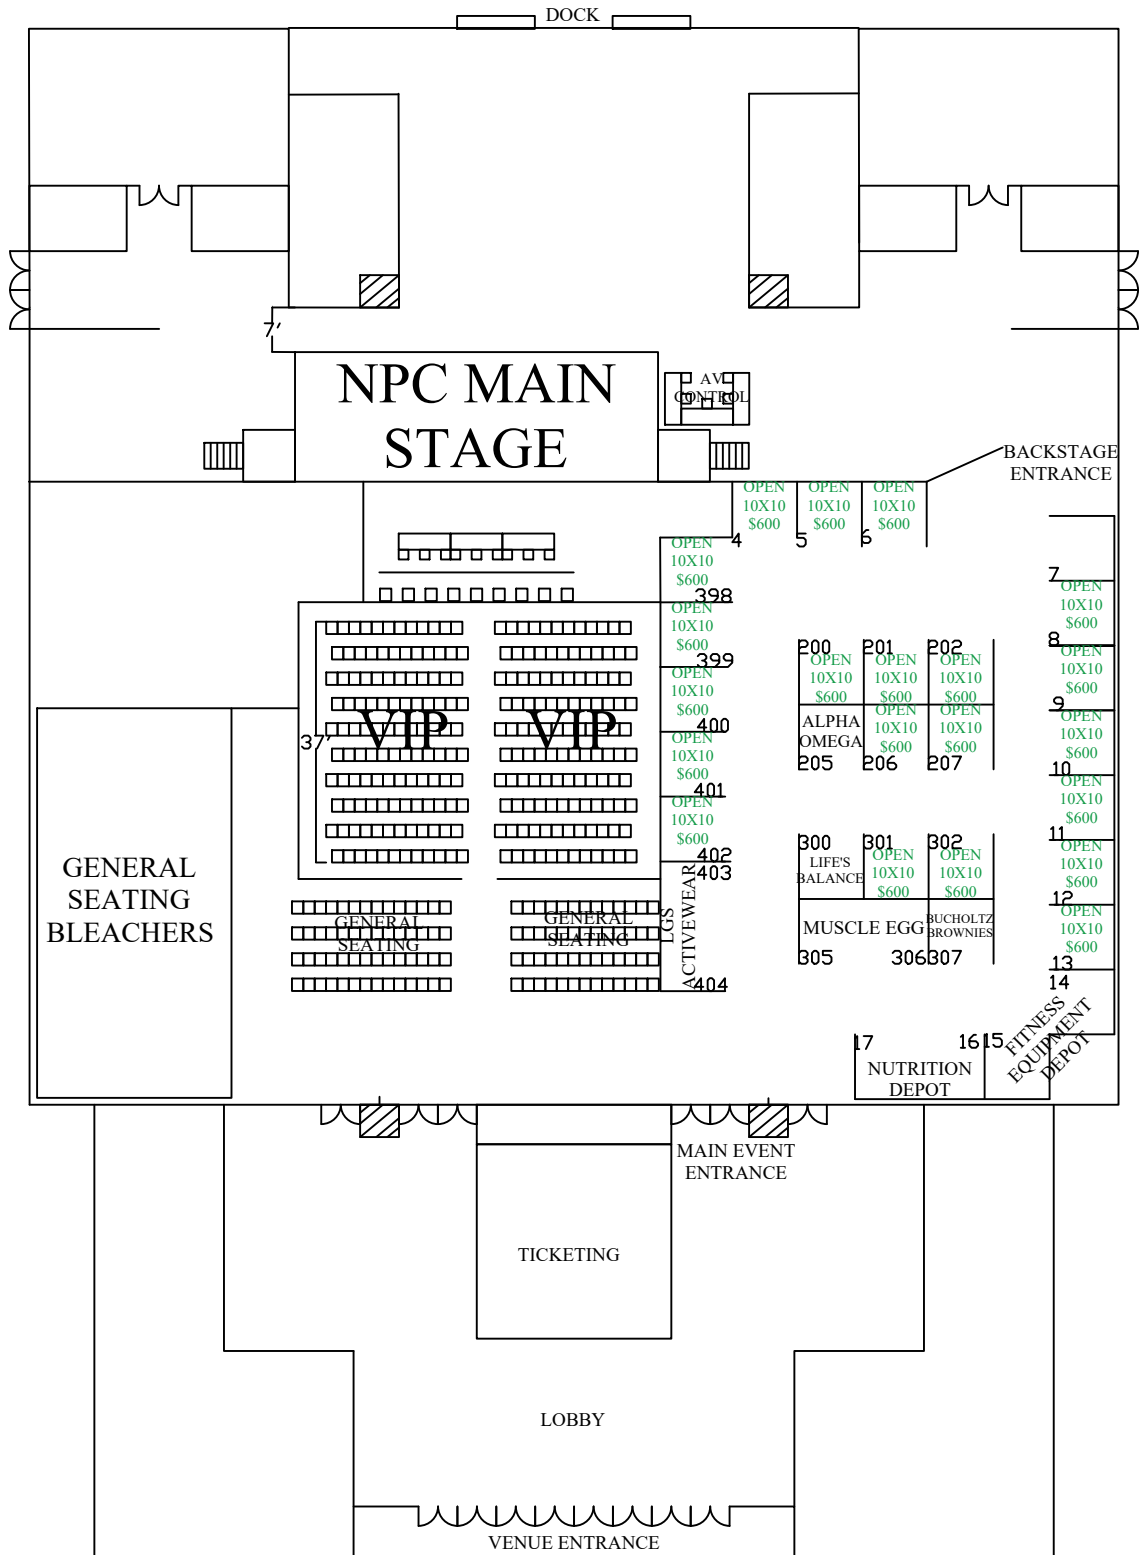 DOCK
7'
NPC MAIN
STAGE
AV
CONTROL
BACKSTAGE
ENTRANCE
OPEN
10X10
$600
4
OPEN
10X10
$600
5
OPEN
10X10
$600
6
OPEN
10X10
$600
398
OPEN
10X10
$600
399
OPEN
10X10
$600
400
OPEN
10X10
$600
401
OPEN
10X10
$600
402
403
LGS
ACTIVEWEAR
404
7
OPEN
10X10
$600
8
OPEN
10X10
$600
9
OPEN
10X10
$600
10
OPEN
10X10
$600
11
OPEN
10X10
$600
12
OPEN
10X10
$600
13
14
FITNESS
EQUIPMENT
DEPOT
200
OPEN
10X10
$600
201
OPEN
10X10
$600
202
OPEN
10X10
$600
ALPHA
OMEGA
205
OPEN
10X10
$600
206
OPEN
10X10
$600
207
300
LIFE'S
BALANCE
301
OPEN
10X10
$600
302
OPEN
10X10
$600
MUSCLE EGG
305
306
BUCHOLTZ
BROWNIES
307
17
16
15
NUTRITION
DEPOT
VIP
VIP
37'
GENERAL
SEATING
BLEACHERS
GENERAL
SEATING
GENERAL
SEATING
MAIN EVENT
ENTRANCE
TICKETING
LOBBY
VENUE ENTRANCE